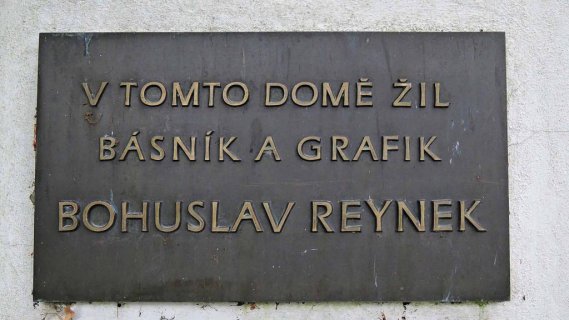 V TOMTO DOMĚ ŽIL
BÁSNÍK A GRAFIK
BOHUSLAV REYNEK